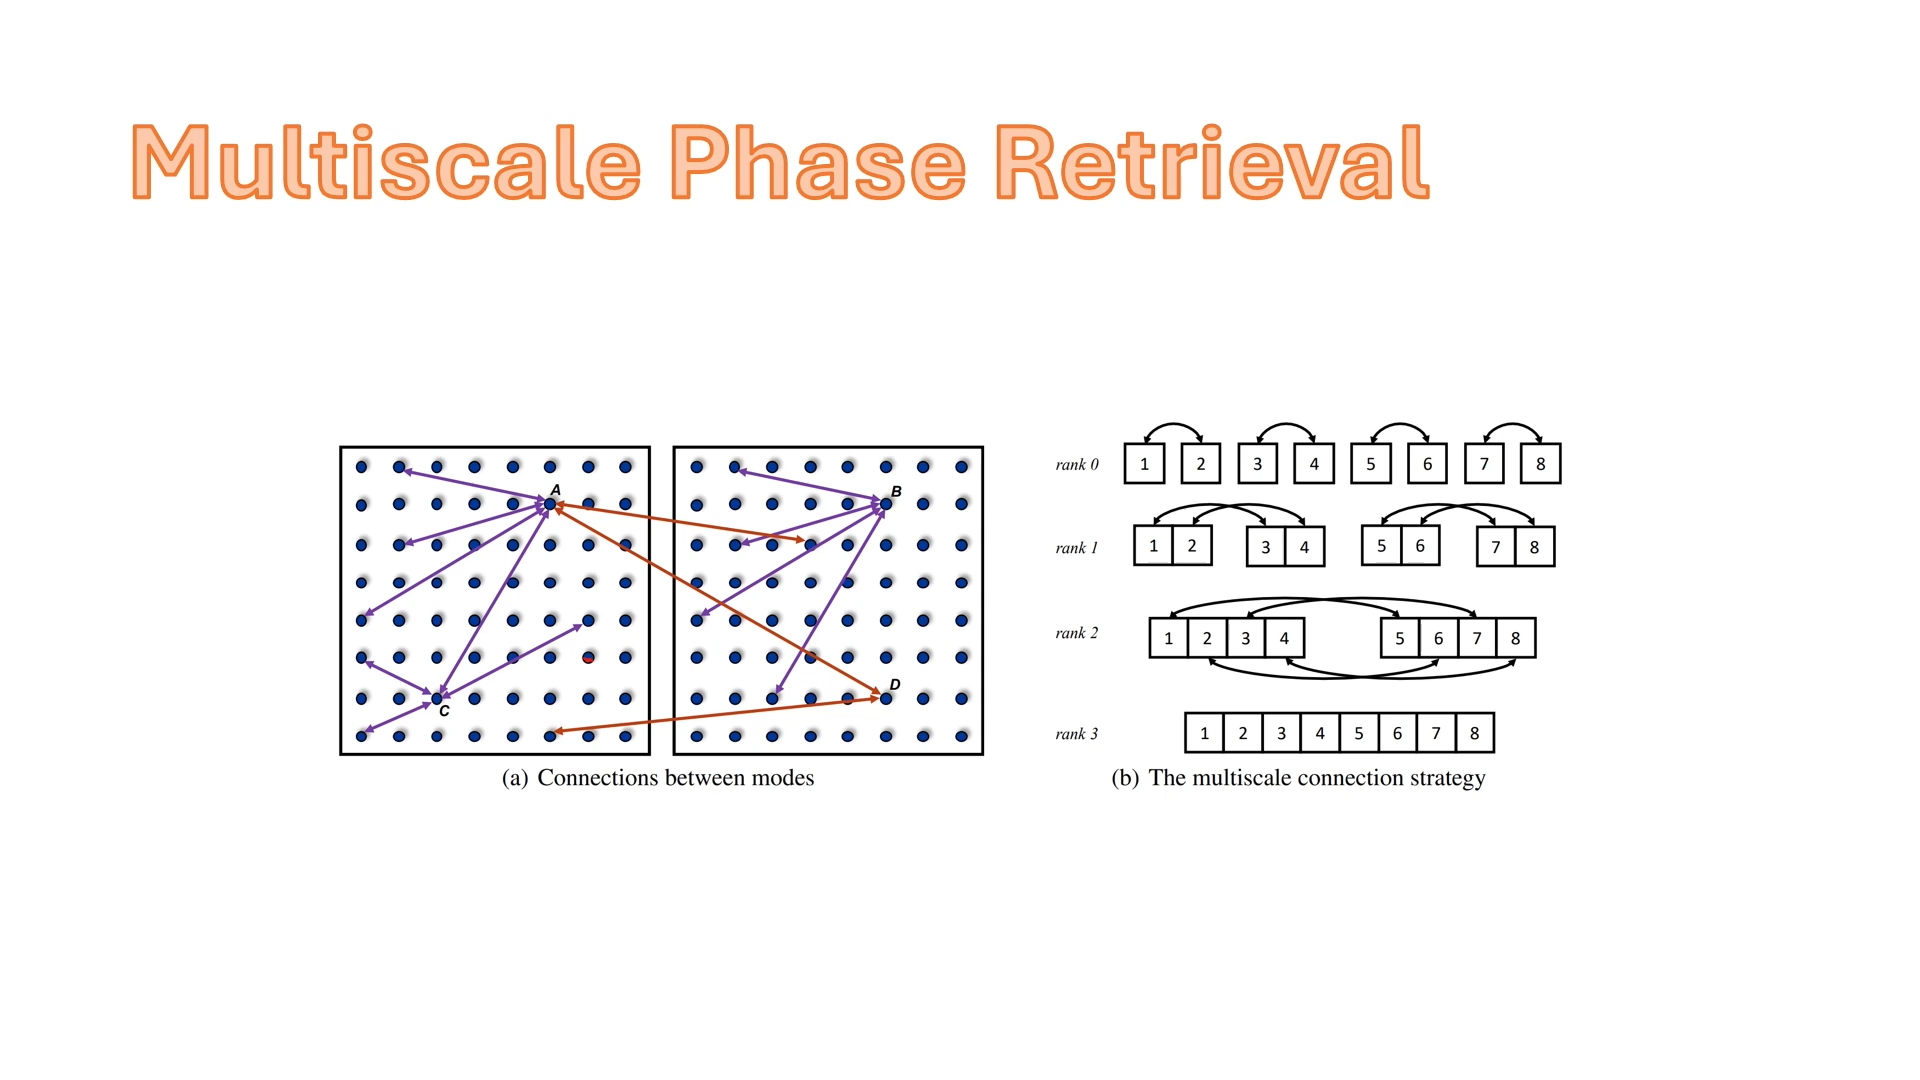 Multiscale Phase Retrieval
A
B
C
D
(a) Connections between modes
rank 0 1 2 3 4 5 6 7 8
rank 1 1 2 3 4 5 6 7 8
rank 2 1 2 3 4 5 6 7 8
rank 3 1 2 3 4 5 6 7 8
(b) The multiscale connection strategy